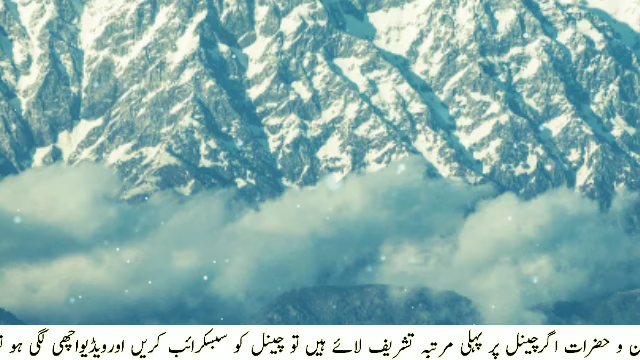 ن و حضرات اگرچینل پر پہلی مرتبہ تشریف لائے ہیں تو چینل کو سبسکرائب کریں اورویڈیواچھی لگی ہو ت